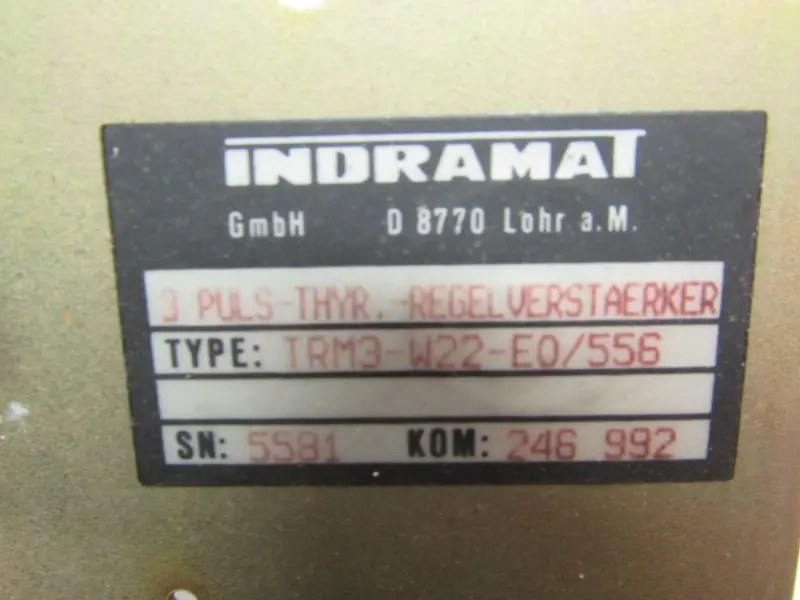 INDRAMAT
GmbH D 8770 Lohr a.M.
3 PULS-THYR.-REGELVERSTAERKER
TYPE: TRM3-W22-E0/556
SN: 5581 KOM: 246 992